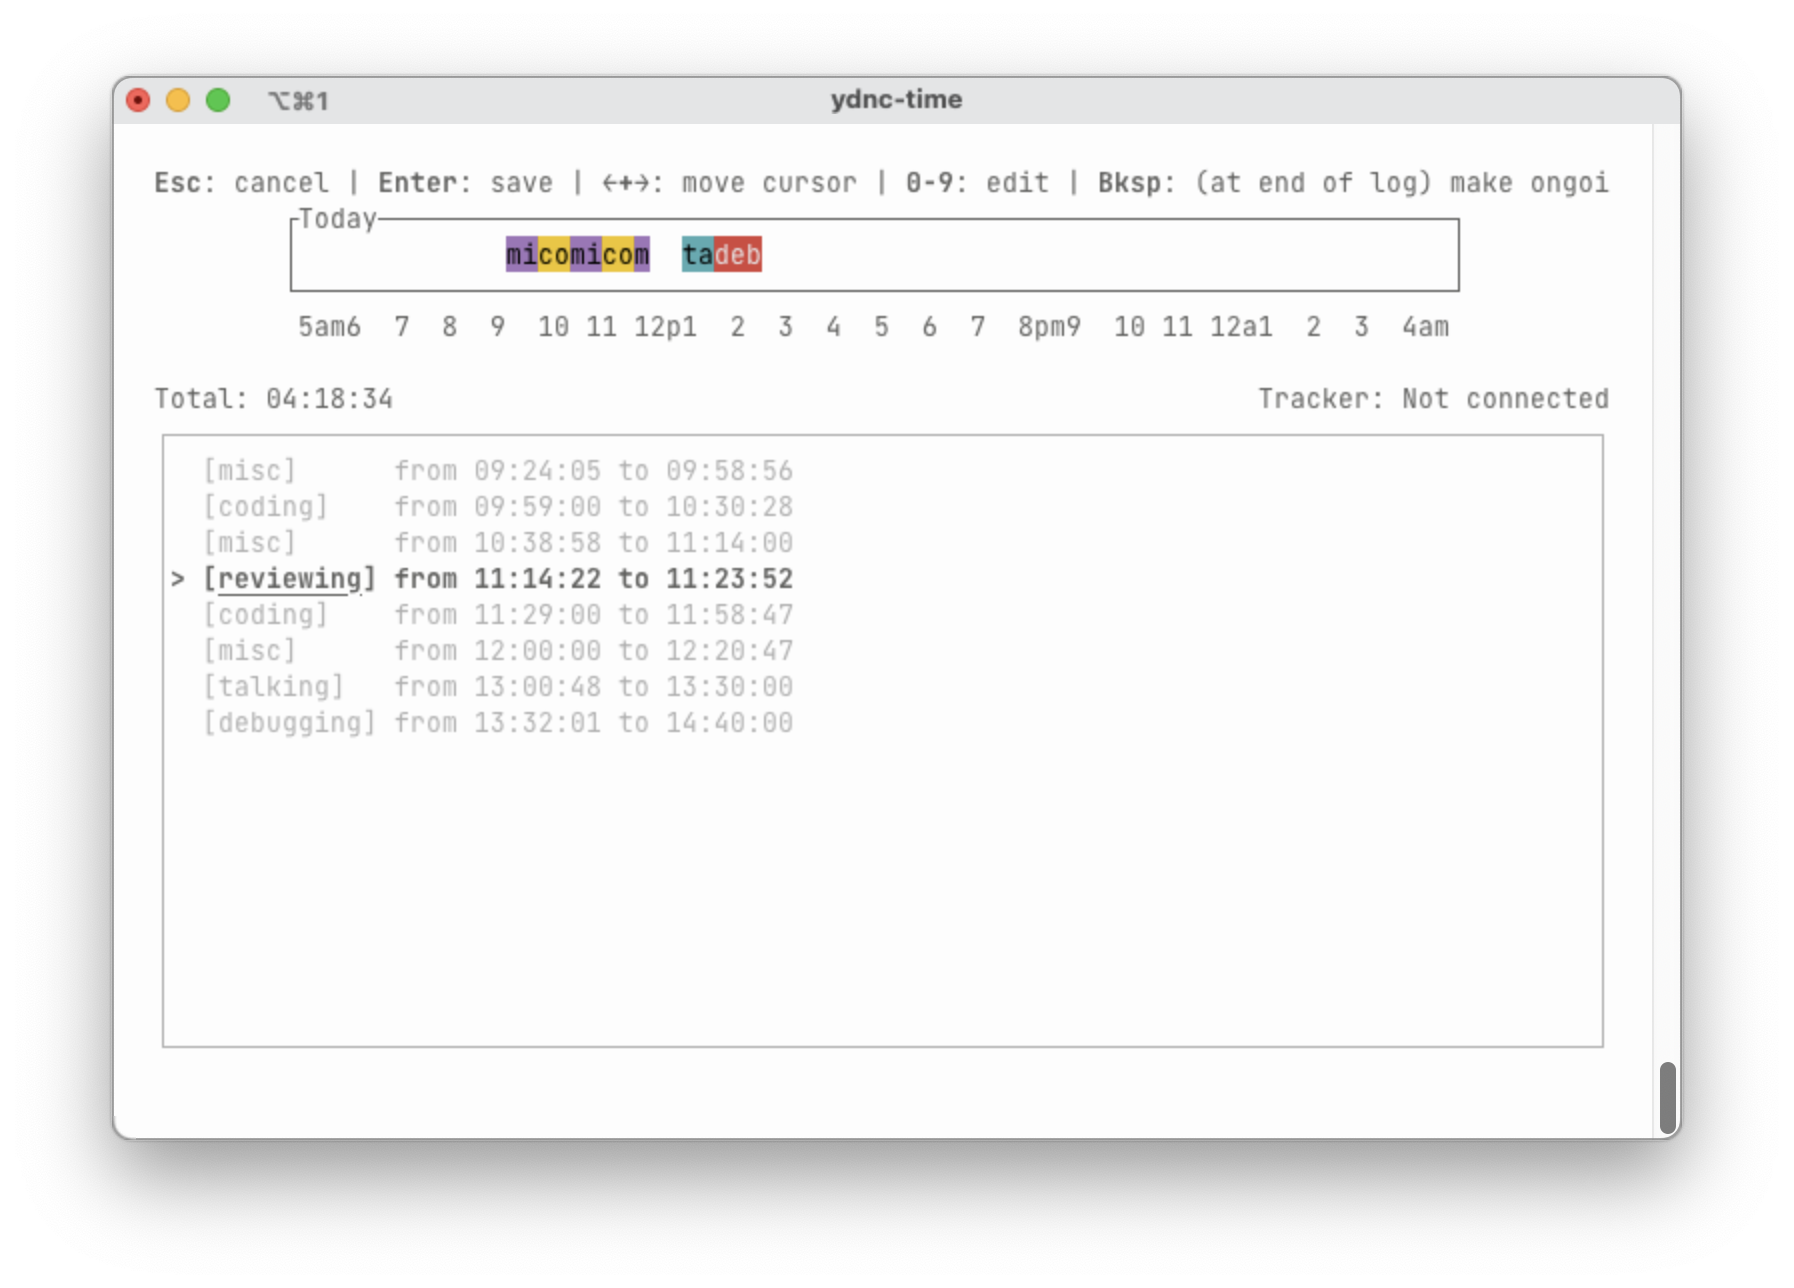 ⌥⌘1 ydnc-time
Esc: cancel | Enter: save | ←+→: move cursor | 0-9: edit | Bksp: (at end of log) make ongoi
Today
micomicom tadeb
5am6 7 8 9 10 11 12p1 2 3 4 5 6 7 8pm9 10 11 12a1 2 3 4am
Total: 04:18:34 Tracker: Not connected
[misc] from 09:24:05 to 09:58:56
[coding] from 09:59:00 to 10:30:28
[misc] from 10:38:58 to 11:14:00
> [reviewing] from 11:14:22 to 11:23:52
[coding] from 11:29:00 to 11:58:47
[misc] from 12:00:00 to 12:20:47
[talking] from 13:00:48 to 13:30:00
[debugging] from 13:32:01 to 14:40:00